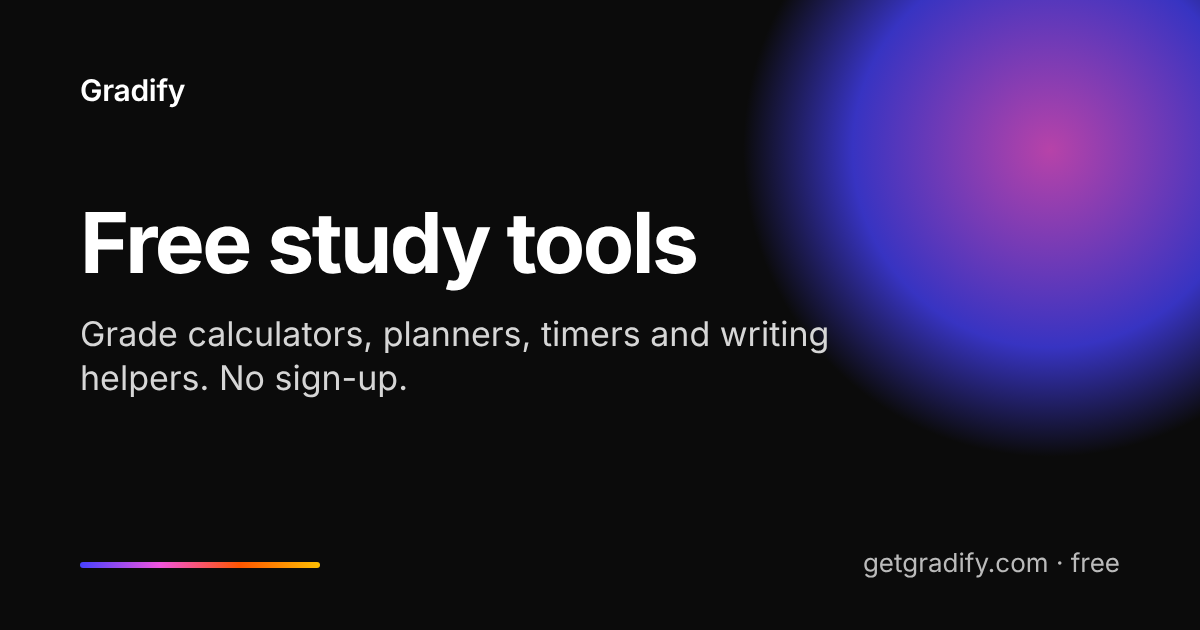 Gradify
Free study tools
Grade calculators, planners, timers and writing
helpers. No sign-up.
getgradify.com · free